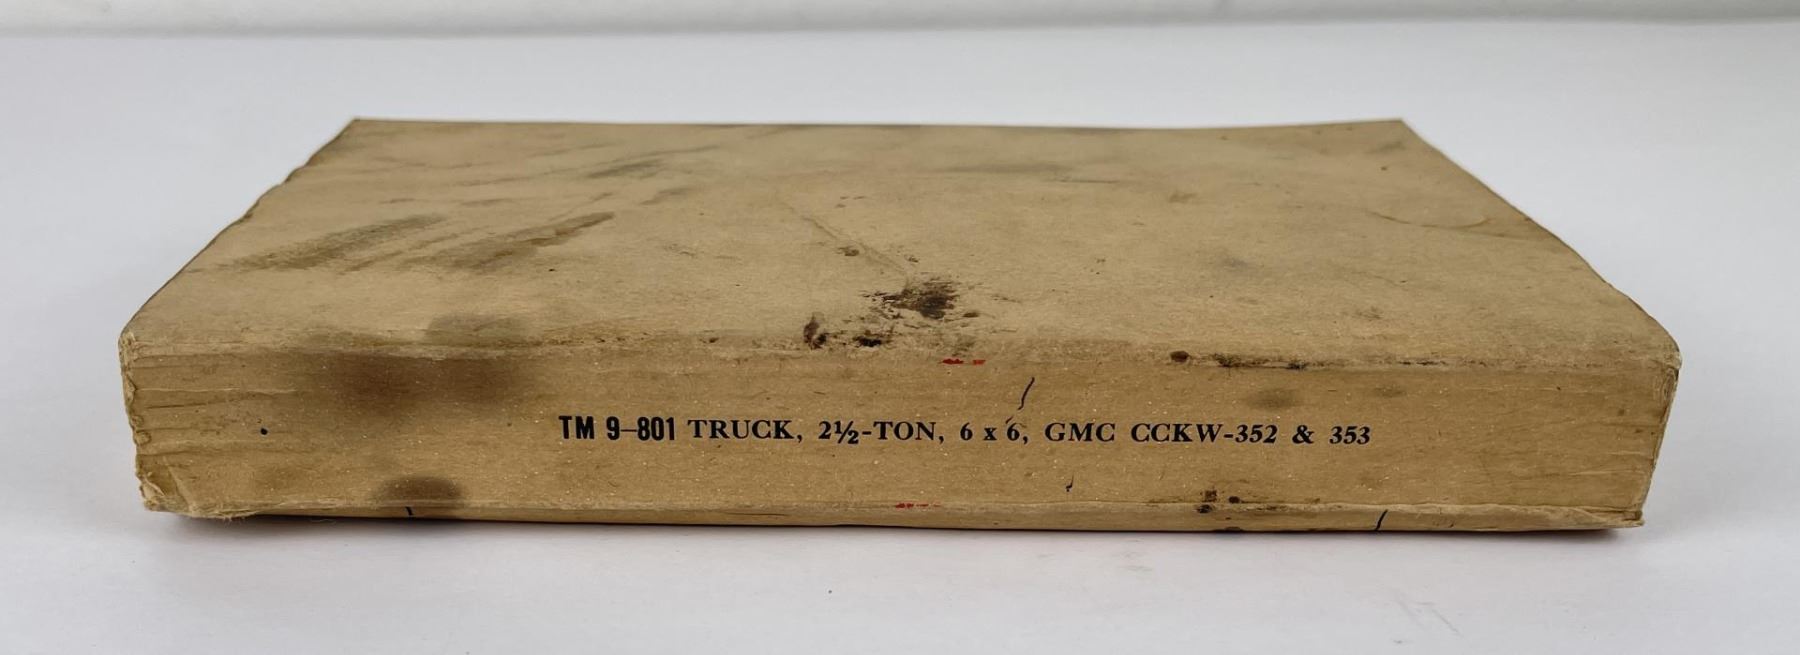 TM 9-801 TRUCK, 2½-TON, 6 x 6, GMC CCKW-352 & 353